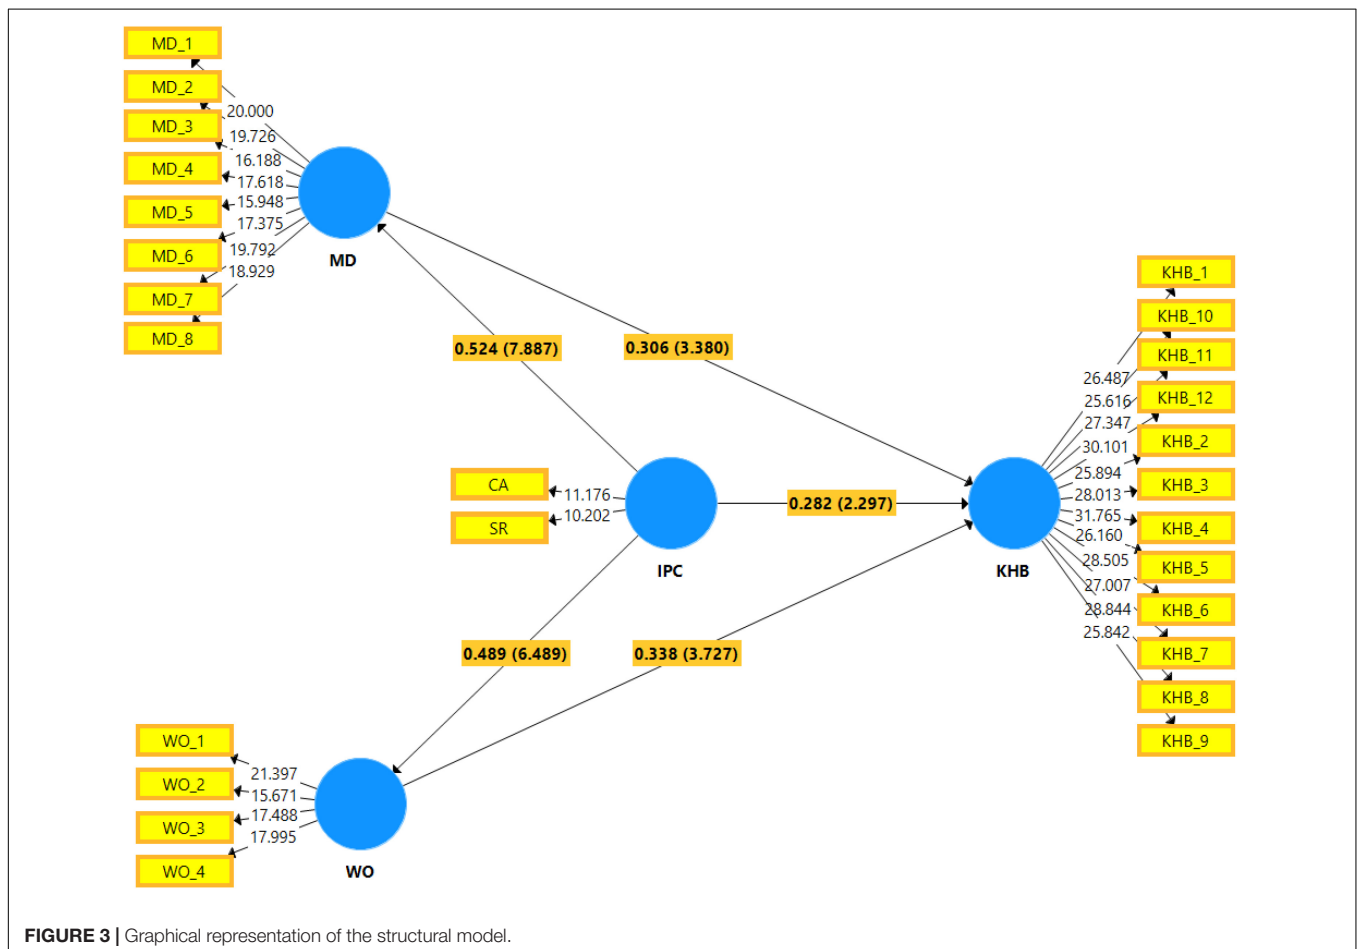 MD_1
MD_2
MD_3
MD_4
MD_5
MD_6
MD_7
MD_8
20.000
19.726
16.188
17.618
15.948
17.375
19.792
18.929
MD
0.524 (7.887)
0.306 (3.380)
CA
SR
11.176
10.202
IPC
0.282 (2.297)
KHB
0.489 (6.489)
0.338 (3.727)
KHB_1
KHB_10
KHB_11
KHB_12
KHB_2
KHB_3
KHB_4
KHB_5
KHB_6
KHB_7
KHB_8
KHB_9
26.487
25.616
27.347
30.101
25.894
28.013
31.765
26.160
28.505
27.007
28.844
25.842
WO_1
WO_2
WO_3
WO_4
21.397
15.671
17.488
17.995
WO
FIGURE 3 | Graphical representation of the structural model.